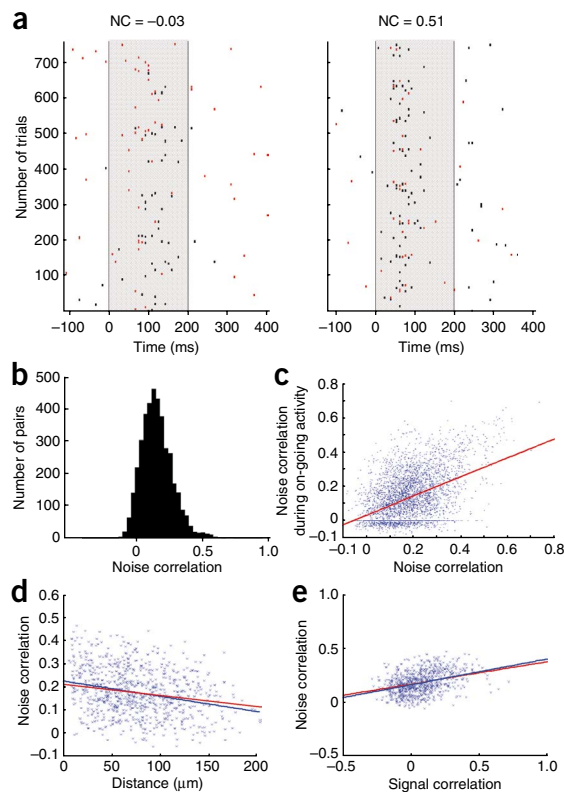 a
NC = −0.03
NC = 0.51
Number of trials
700
600
500
400
300
200
100
−100 0 100 200 300 400
Time (ms)
−100 0 100 200 300 400
Time (ms)
b
Number of pairs
500
400
300
200
100
0
0 0.5 1.0
Noise correlation
c
Noise correlation
during on-going activity
0.8
0.6
0.4
0.2
0
−0.1
−0.1 0 0.2 0.4 0.6 0.8
Noise correlation
d
Noise correlation
0.6
0.5
0.4
0.3
0.2
0.1
0
−0.1
0 50 100 150 200
Distance (μm)
e
Noise correlation
1.0
0.5
0
−0.5
−0.5 0 0.5 1.0
Signal correlation